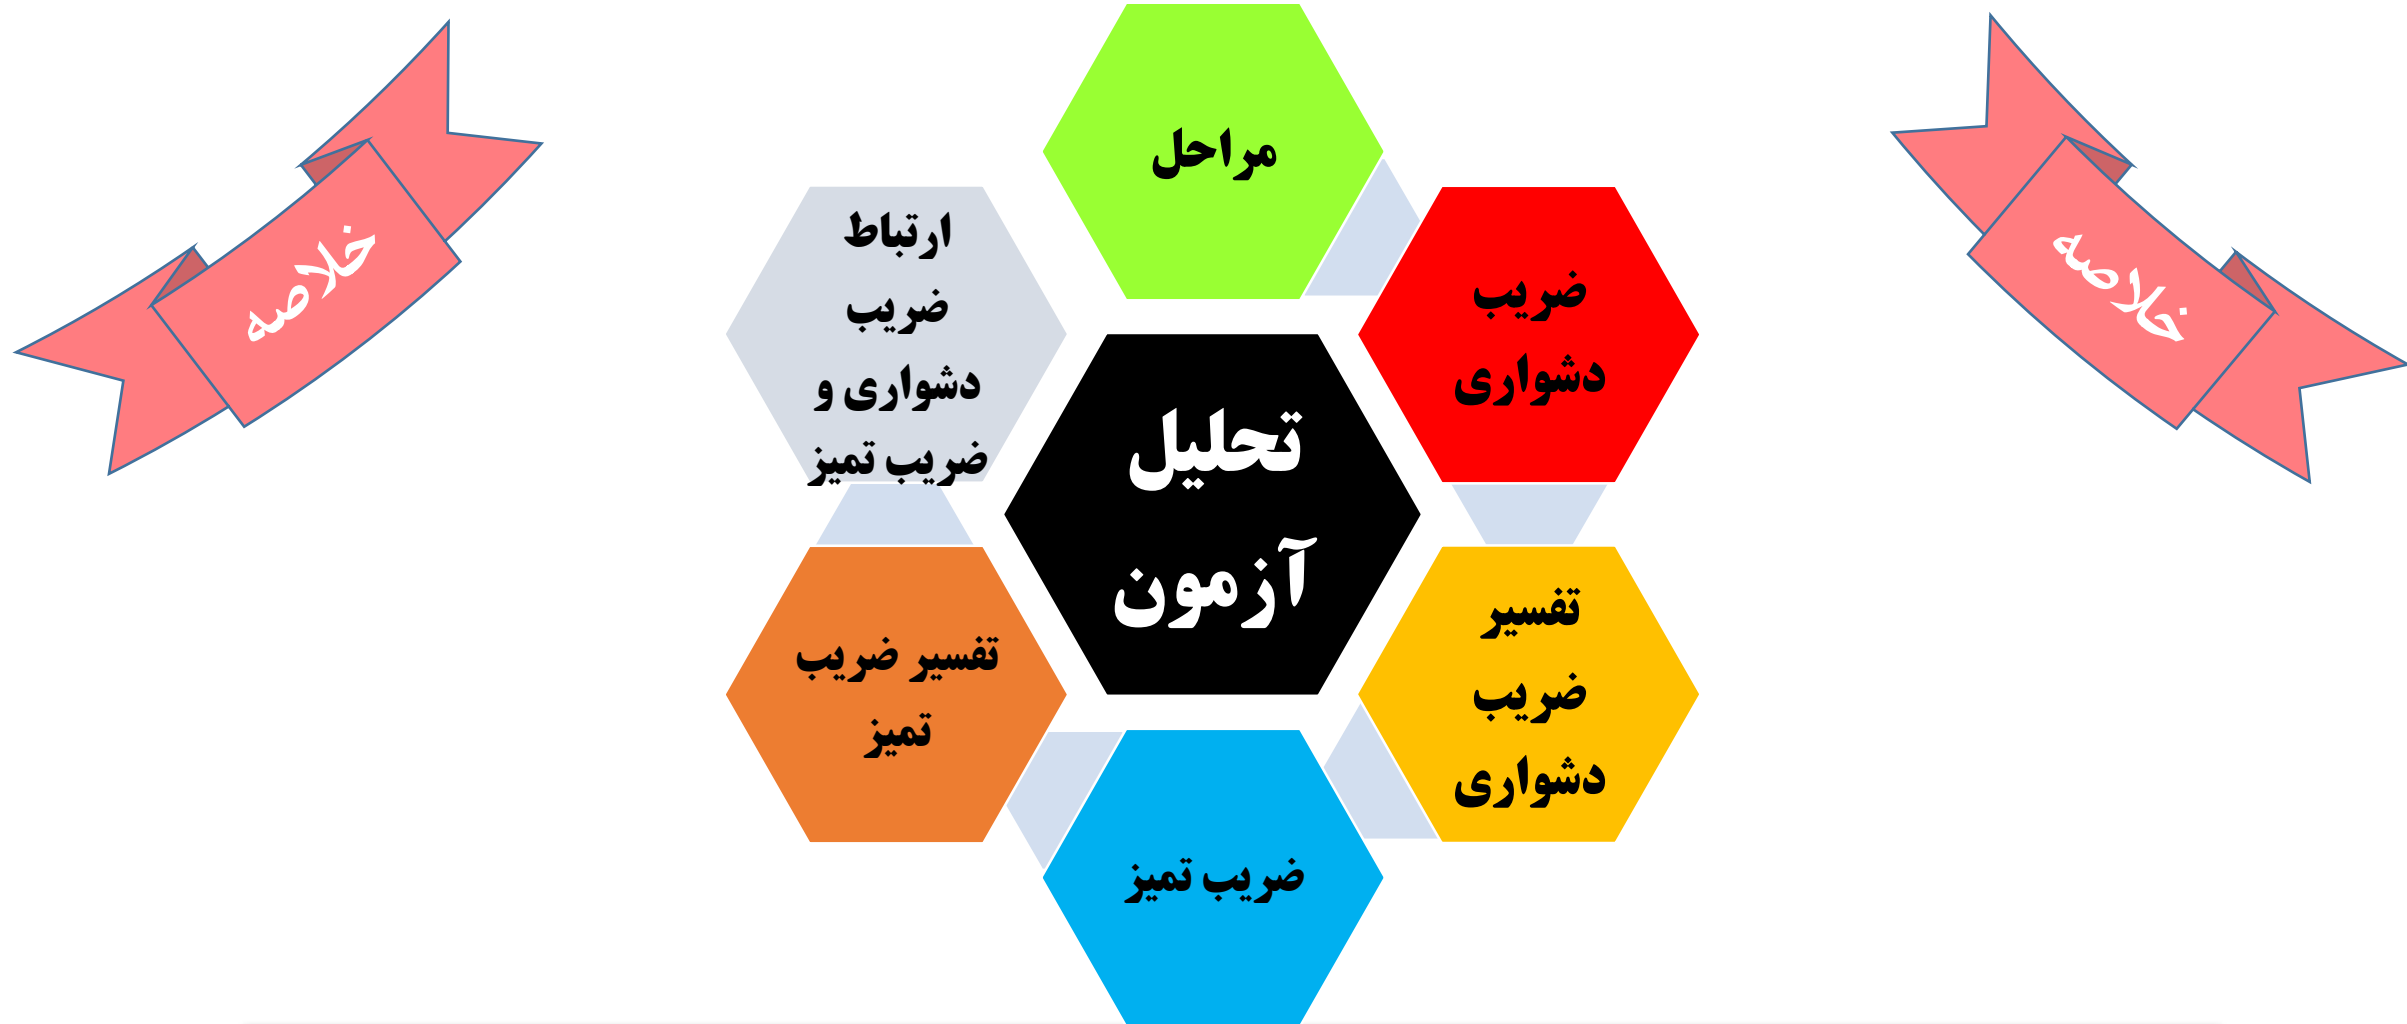 خلاصه
خلاصه
مراحل
ضریب
دشواری
تفسیر
ضریب
دشواری
ضریب تمیز
تفسیر ضریب
تمیز
ارتباط
ضریب
دشواری و
ضریب تمیز
تحلیل
آزمون